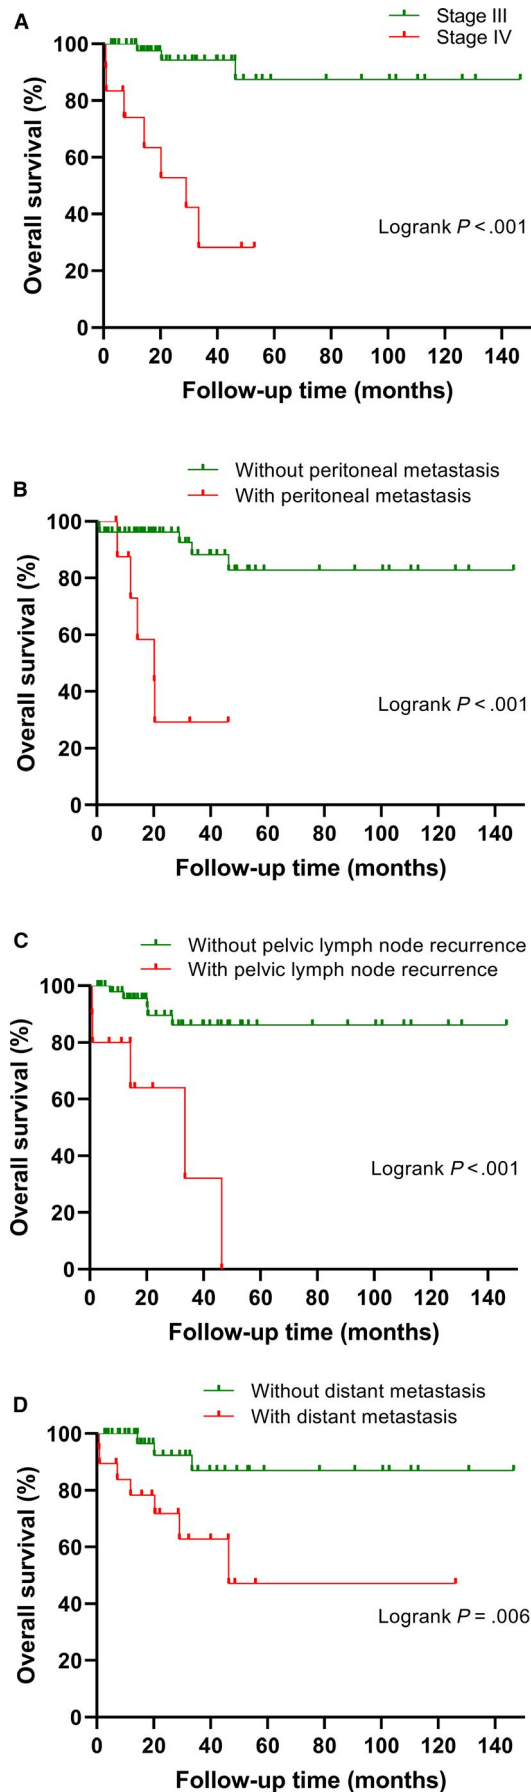 A
Stage III
Stage IV
100
80
60
40
20
0
Overall survival (%)
Logrank P < .001
0 20 40 60 80 100 120 140
Follow-up time (months)
B
Without peritoneal metastasis
With peritoneal metastasis
100
80
60
40
20
0
Overall survival (%)
Logrank P < .001
0 20 40 60 80 100 120 140
Follow-up time (months)
C
Without pelvic lymph node recurrence
With pelvic lymph node recurrence
100
80
60
40
20
0
Overall survival (%)
Logrank P < .001
0 20 40 60 80 100 120 140
Follow-up time (months)
D
Without distant metastasis
With distant metastasis
100
80
60
40
20
0
Overall survival (%)
Logrank P = .006
0 20 40 60 80 100 120 140
Follow-up time (months)